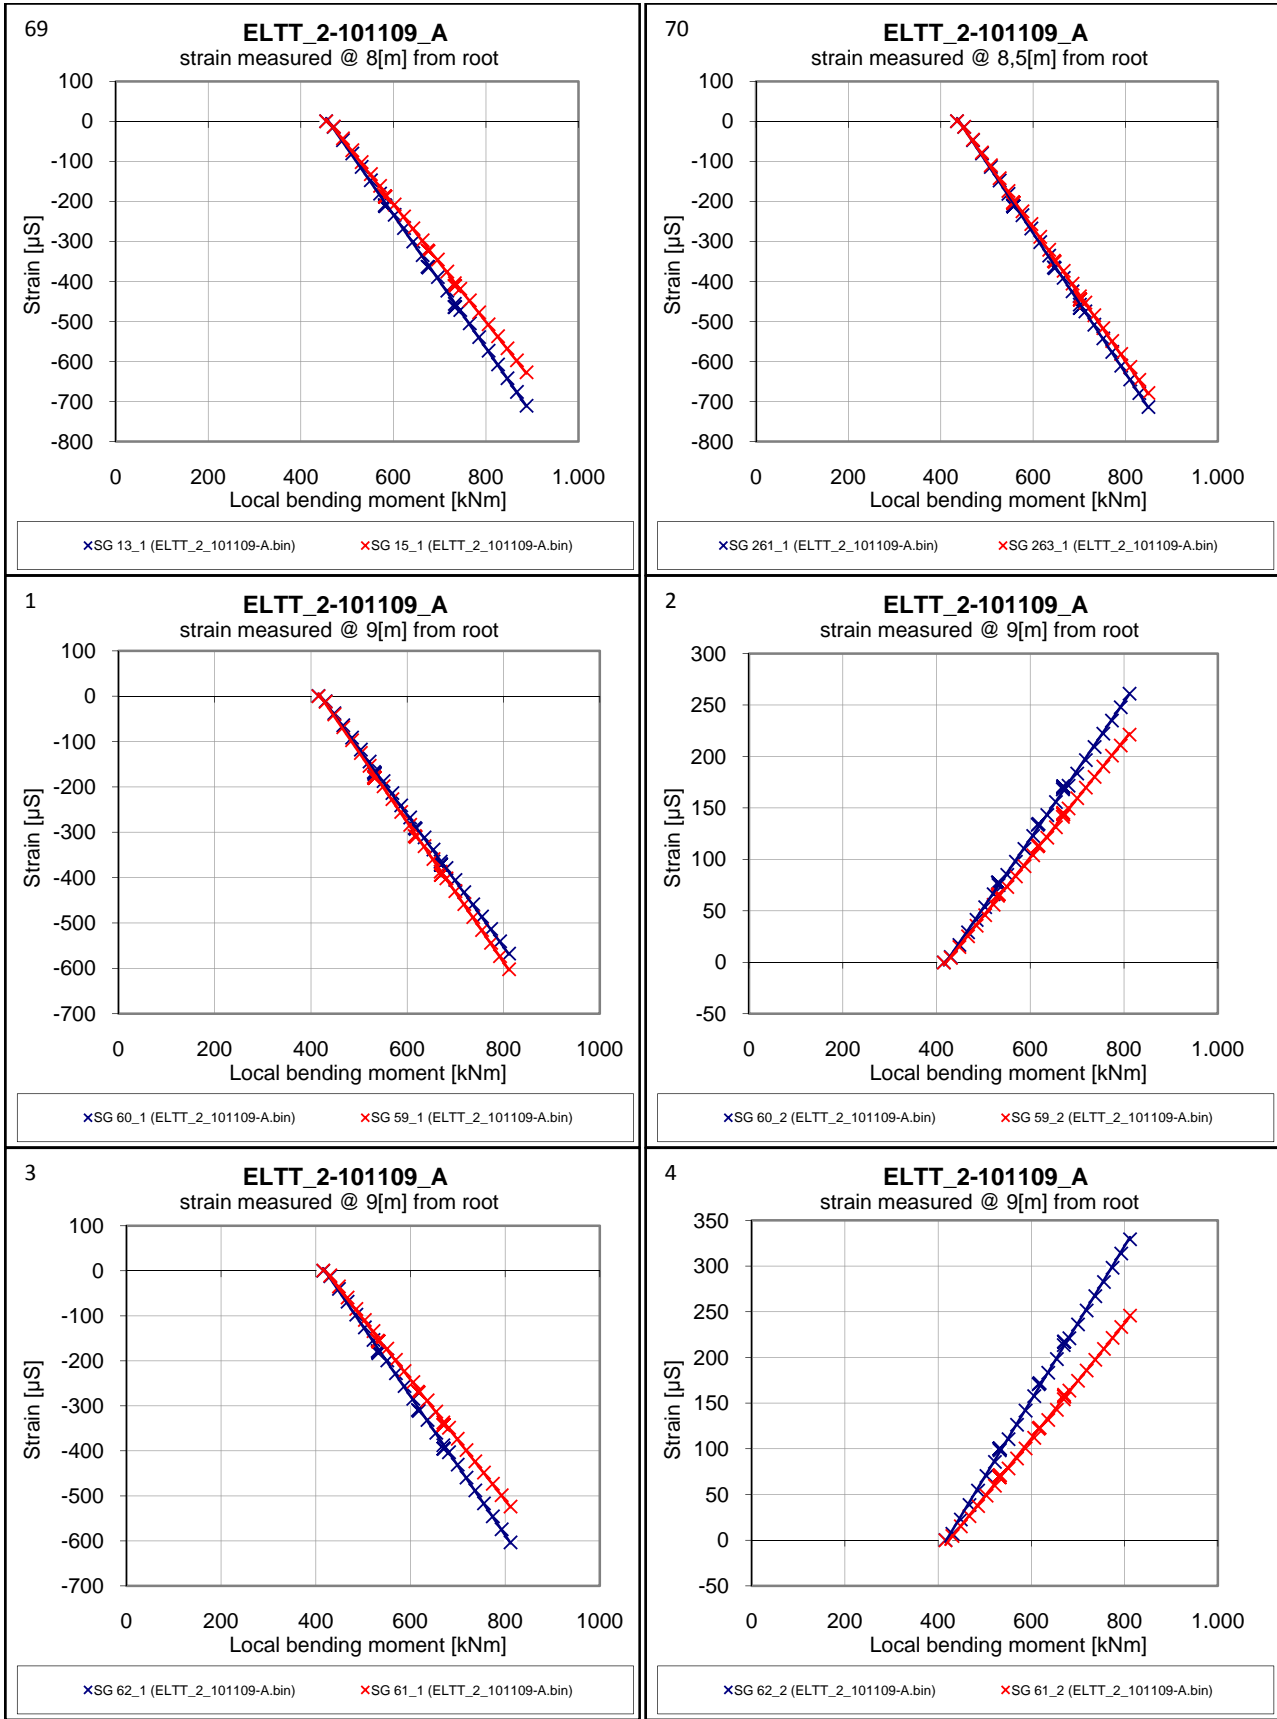 69
ELTT_2-101109_A
strain measured @ 8[m] from root
100
0
-100
-200
-300
-400
-500
-600
-700
-800
Strain [µS]
0 200 400 600 800 1.000
Local bending moment [kNm]
SG 13_1 (ELTT_2_101109-A.bin) SG 15_1 (ELTT_2_101109-A.bin)
70
ELTT_2-101109_A
strain measured @ 8,5[m] from root
100
0
-100
-200
-300
-400
-500
-600
-700
-800
Strain [µS]
0 200 400 600 800 1.000
Local bending moment [kNm]
SG 261_1 (ELTT_2_101109-A.bin) SG 263_1 (ELTT_2_101109-A.bin)
1
ELTT_2-101109_A
strain measured @ 9[m] from root
100
0
-100
-200
-300
-400
-500
-600
-700
Strain [µS]
0 200 400 600 800 1000
Local bending moment [kNm]
SG 60_1 (ELTT_2_101109-A.bin) SG 59_1 (ELTT_2_101109-A.bin)
2
ELTT_2-101109_A
strain measured @ 9[m] from root
300
250
200
150
100
50
0
-50
Strain [µS]
0 200 400 600 800 1.000
Local bending moment [kNm]
SG 60_2 (ELTT_2_101109-A.bin) SG 59_2 (ELTT_2_101109-A.bin)
3
ELTT_2-101109_A
strain measured @ 9[m] from root
100
0
-100
-200
-300
-400
-500
-600
-700
Strain [µS]
0 200 400 600 800 1000
Local bending moment [kNm]
SG 62_1 (ELTT_2_101109-A.bin) SG 61_1 (ELTT_2_101109-A.bin)
4
ELTT_2-101109_A
strain measured @ 9[m] from root
350
300
250
200
150
100
50
0
-50
Strain [µS]
0 200 400 600 800 1.000
Local bending moment [kNm]
SG 62_2 (ELTT_2_101109-A.bin) SG 61_2 (ELTT_2_101109-A.bin)